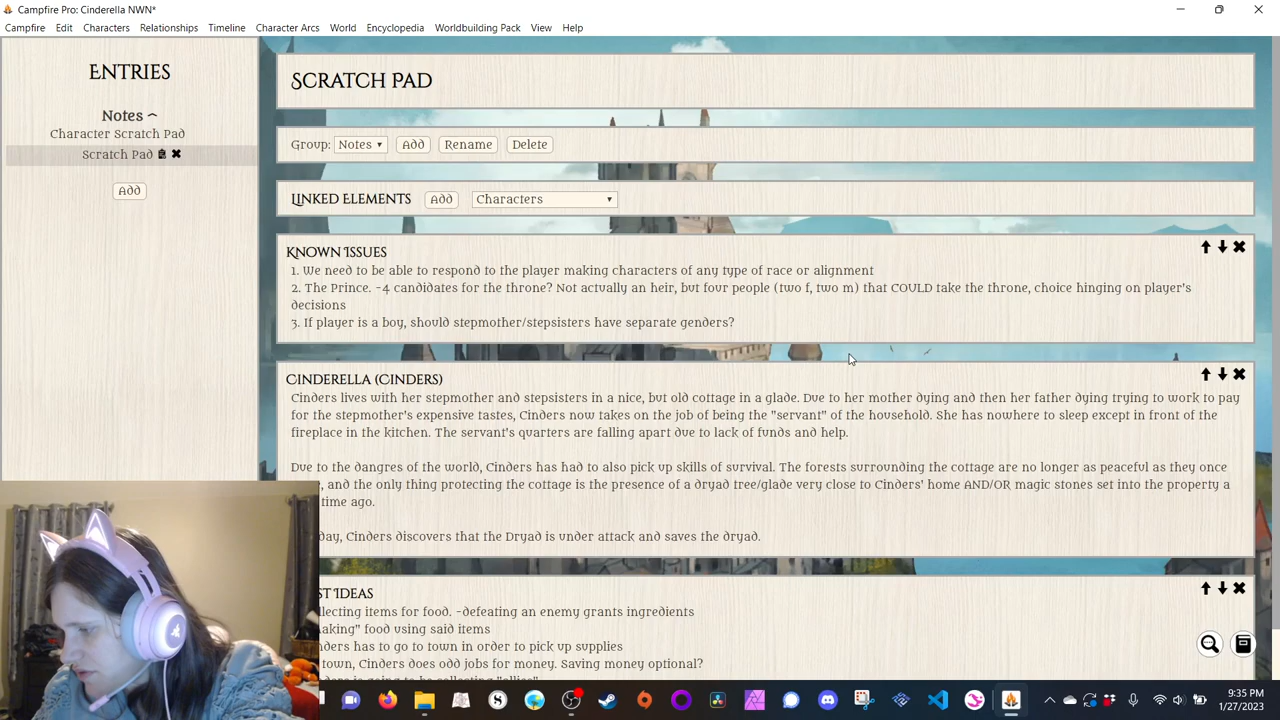 Campfire Pro: Cinderella NWN*
Campfire Edit Characters Relationships Timeline Character Arcs World Encyclopedia Worldbuilding Pack View Help
Entries
Notes
Character Scratch Pad
Scratch Pad
Add
Scratch Pad
Group: Notes Add Rename Delete
Linked Elements Add Characters
Known Issues
1. We need to be able to respond to the player making characters of any type of race or alignment
2. The Prince. -4 candidates for the throne? Not actually an heir, but four people (two f, two m) that COULD take the throne, choice hinging on player's
decisions
3. If player is a boy, should stepmother/stepsisters have separate genders?
Cinderella (Cinders)
Cinders lives with her stepmother and stepsisters in a nice, but old cottage in a glade. Due to her mother dying and then her father dying trying to work to pay
for the stepmother's expensive tastes, Cinders now takes on the job of being the "servant" of the household. She has nowhere to sleep except in front of the
fireplace in the kitchen. The servant's quarters are falling apart due to lack of funds and help.
Due to the dangres of the world, Cinders has had to also pick up skills of survival. The forests surrounding the cottage are no longer as peaceful as they once
, and the only thing protecting the cottage is the presence of a dryad tree/glade very close to Cinders' home AND/OR magic stones set into the property a
time ago.
day, Cinders discovers that the Dryad is under attack and saves the dryad.
st Ideas
llecting items for food. -defeating an enemy grants ingredients
aking" food using said items
nders has to go to town in order to pick up supplies
town, Cinders does odd jobs for money. Saving money optional?
9:35 PM
1/27/2023